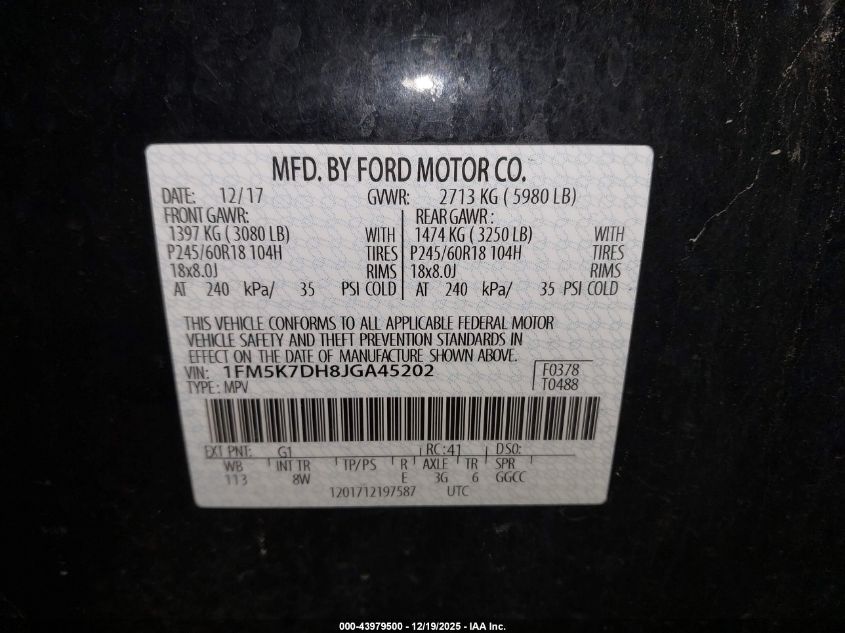 MFD. BY FORD MOTOR CO.
DATE: 12/17 GVWR: 2713 KG ( 5980 LB)
FRONT GAWR: REAR GAWR :
1397 KG ( 3080 LB) WITH 1474 KG ( 3250 LB) WITH
P245/60R18 104H TIRES P245/60R18 104H TIRES
18x8.0J RIMS 18x8.0J RIMS
AT 240 kPa/ 35 PSI COLD AT 240 kPa/ 35 PSI COLD
THIS VEHICLE CONFORMS TO ALL APPLICABLE FEDERAL MOTOR
VEHICLE SAFETY AND THEFT PREVENTION STANDARDS IN
EFFECT ON THE DATE OF MANUFACTURE SHOWN ABOVE.
VIN: 1FM5K7DH8JGA45202 F0378
TYPE: MPV T0488
EXT PNT: G1 RC: 41 DSO:
WB INT TR TP/PS R AXLE TR SPR
113 8W E 3G 6 GGCC
1201712197587 UTC
000-43979500 - 12/19/2025 - IAA Inc.